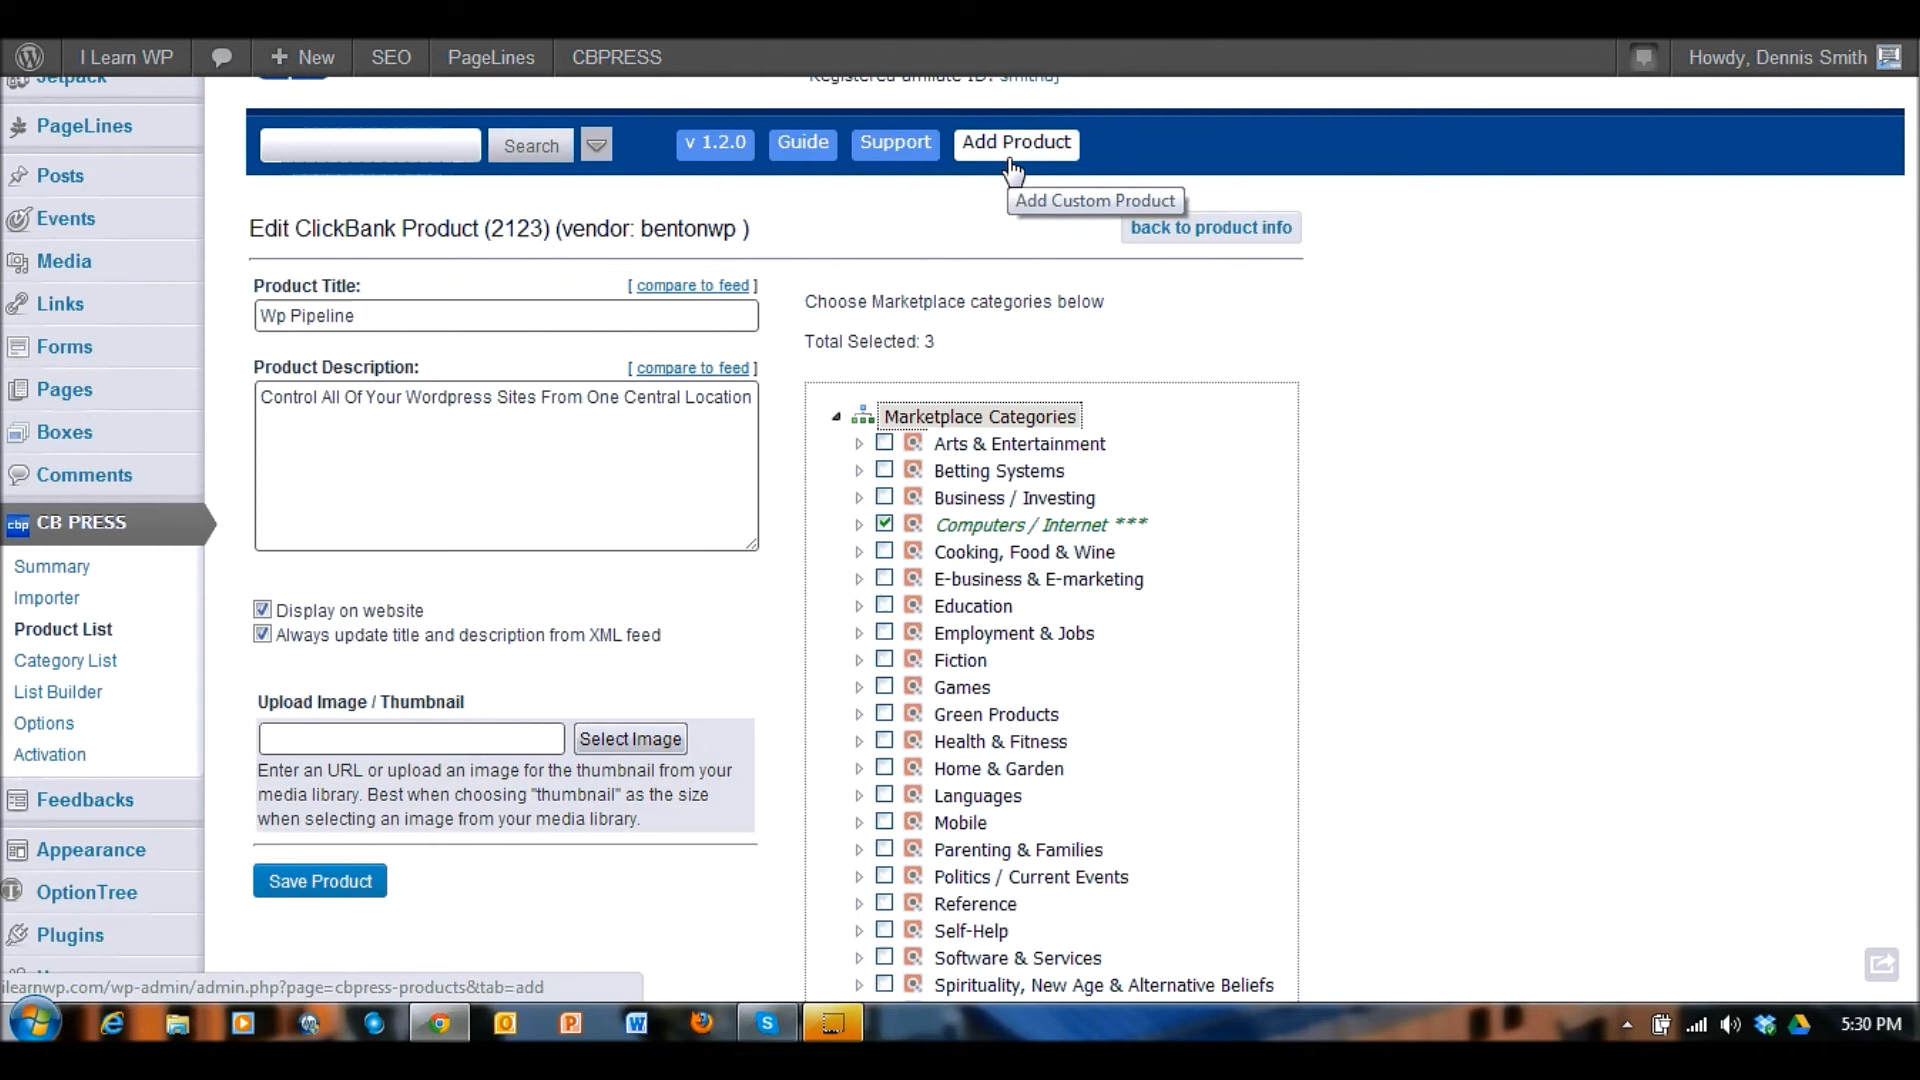 I Learn WP
New
SEO
PageLines
CBPRESS
Howdy, Dennis Smith
Jetpack
Registered affiliate ID: smithdj
PageLines
Posts
Events
Media
Links
Forms
Pages
Boxes
Comments
cbp CB PRESS
Summary
Importer
Product List
Category List
List Builder
Options
Activation
Feedbacks
Appearance
OptionTree
Plugins
Search
v 1.2.0
Guide
Support
Add Product
Add Custom Product
Edit ClickBank Product (2123) (vendor: bentonwp )
back to product info
Product Title:
[ compare to feed ]
Wp Pipeline
Product Description:
[ compare to feed ]
Control All Of Your Wordpress Sites From One Central Location
Display on website
Always update title and description from XML feed
Upload Image / Thumbnail
Select Image
Enter an URL or upload an image for the thumbnail from your
media library. Best when choosing "thumbnail" as the size
when selecting an image from your media library.
Save Product
Choose Marketplace categories below
Total Selected: 3
Marketplace Categories
Arts & Entertainment
Betting Systems
Business / Investing
Computers / Internet ***
Cooking, Food & Wine
E-business & E-marketing
Education
Employment & Jobs
Fiction
Games
Green Products
Health & Fitness
Home & Garden
Languages
Mobile
Parenting & Families
Politics / Current Events
Reference
Self-Help
Software & Services
Spirituality, New Age & Alternative Beliefs
ilearnwp.com/wp-admin/admin.php?page=cbpress-products&tab=add
5:30 PM